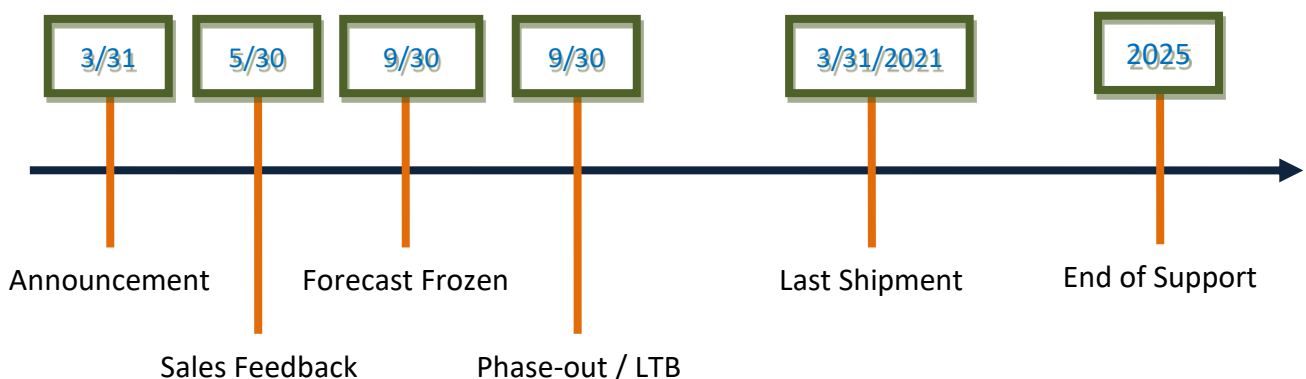 3/31
5/30
9/30
9/30
3/31/2021
2025
Announcement
Forecast Frozen
Last Shipment
End of Support
Sales Feedback
Phase-out / LTB